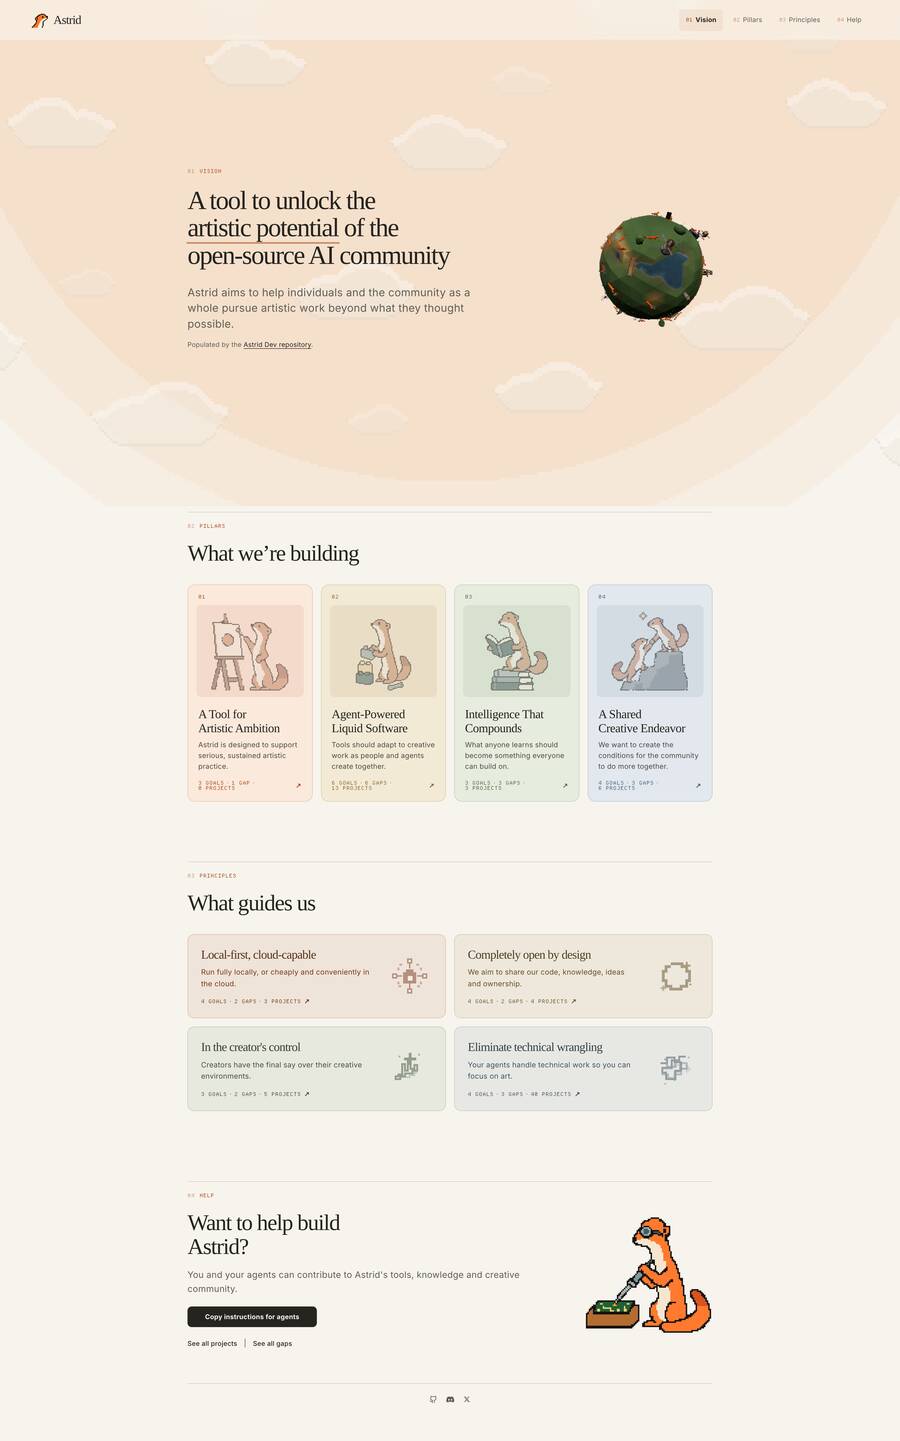 Astrid
01 Vision
02 Pillars
03 Principles
04 Help
01 VISION
A tool to unlock the
artistic potential of the
open-source AI community
Astrid aims to help individuals and the community as a
whole pursue artistic work beyond what they thought
possible.
Populated by the Astrid Dev repository.
02 PILLARS
What we’re building
01
A Tool for
Artistic Ambition
Astrid is designed to support
serious, sustained artistic
practice.
3 GOALS · 1 GAP ·
0 PROJECTS ↗
02
Agent-Powered
Liquid Software
Tools should adapt to creative
work as people and agents
create together.
6 GOALS · 6 GAPS ·
13 PROJECTS ↗
03
Intelligence That
Compounds
What anyone learns should
become something everyone
can build on.
3 GOALS · 3 GAPS ·
3 PROJECTS ↗
04
A Shared
Creative Endeavor
We want to create the
conditions for the community
to do more together.
4 GOALS · 3 GAPS ·
6 PROJECTS ↗
03 PRINCIPLES
What guides us
Local-first, cloud-capable
Run fully locally, or cheaply and conveniently in
the cloud.
4 GOALS · 2 GAPS · 3 PROJECTS ↗
Completely open by design
We aim to share our code, knowledge, ideas
and ownership.
4 GOALS · 2 GAPS · 4 PROJECTS ↗
In the creator's control
Creators have the final say over their creative
environments.
3 GOALS · 2 GAPS · 5 PROJECTS ↗
Eliminate technical wrangling
Your agents handle technical work so you can
focus on art.
4 GOALS · 3 GAPS · 40 PROJECTS ↗
04 HELP
Want to help build
Astrid?
You and your agents can contribute to Astrid's tools, knowledge and creative
community.
Copy instructions for agents
See all projects | See all gaps